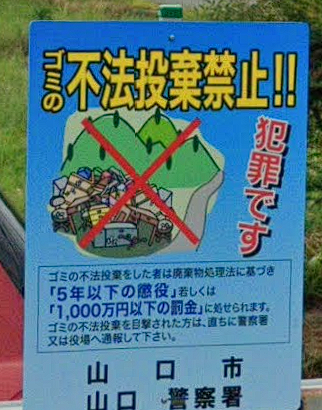 ゴミの不法投棄禁止!!
犯罪です
ゴミの不法投棄をした者は廃棄物処理法に基づき
「5年以下の懲役」若しくは
「1,000万円以下の罰金」に処せられます。
ゴミの不法投棄を目撃された方は、直ちに警察署
又は役場へ通報して下さい。
山口市
山口 警察署